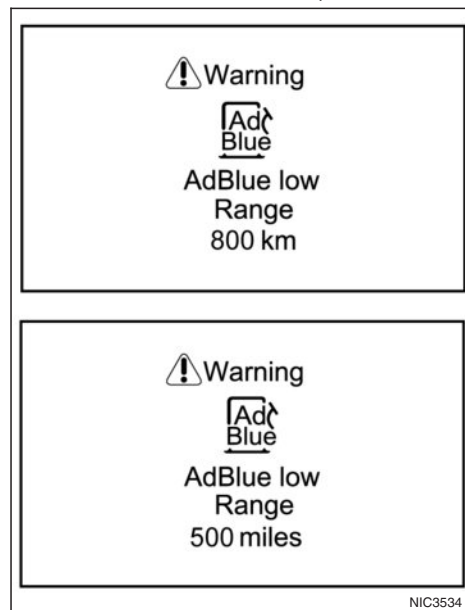 Warning
Ad
Blue
AdBlue low
Range
800 km
Warning
Ad
Blue
AdBlue low
Range
500 miles
NIC3534